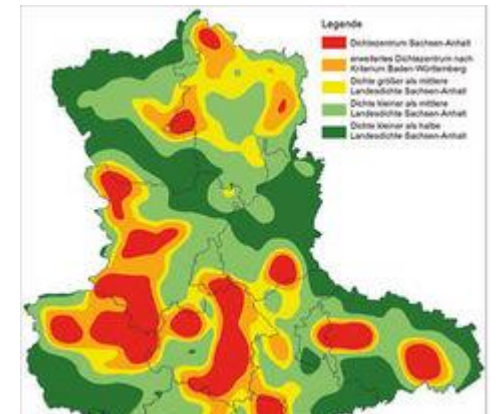 Legende
Dichtezentrum Sachsen-Anhalt
erweitertes Dichtezentrum nach
Kriterium Baden-Württemberg
Dichte größer als mittlere
Landesdichte Sachsen-Anhalt
Dichte kleiner als mittlere
Landesdichte Sachsen-Anhalt
Dichte kleiner als halbe
Landesdichte Sachsen-Anhalt